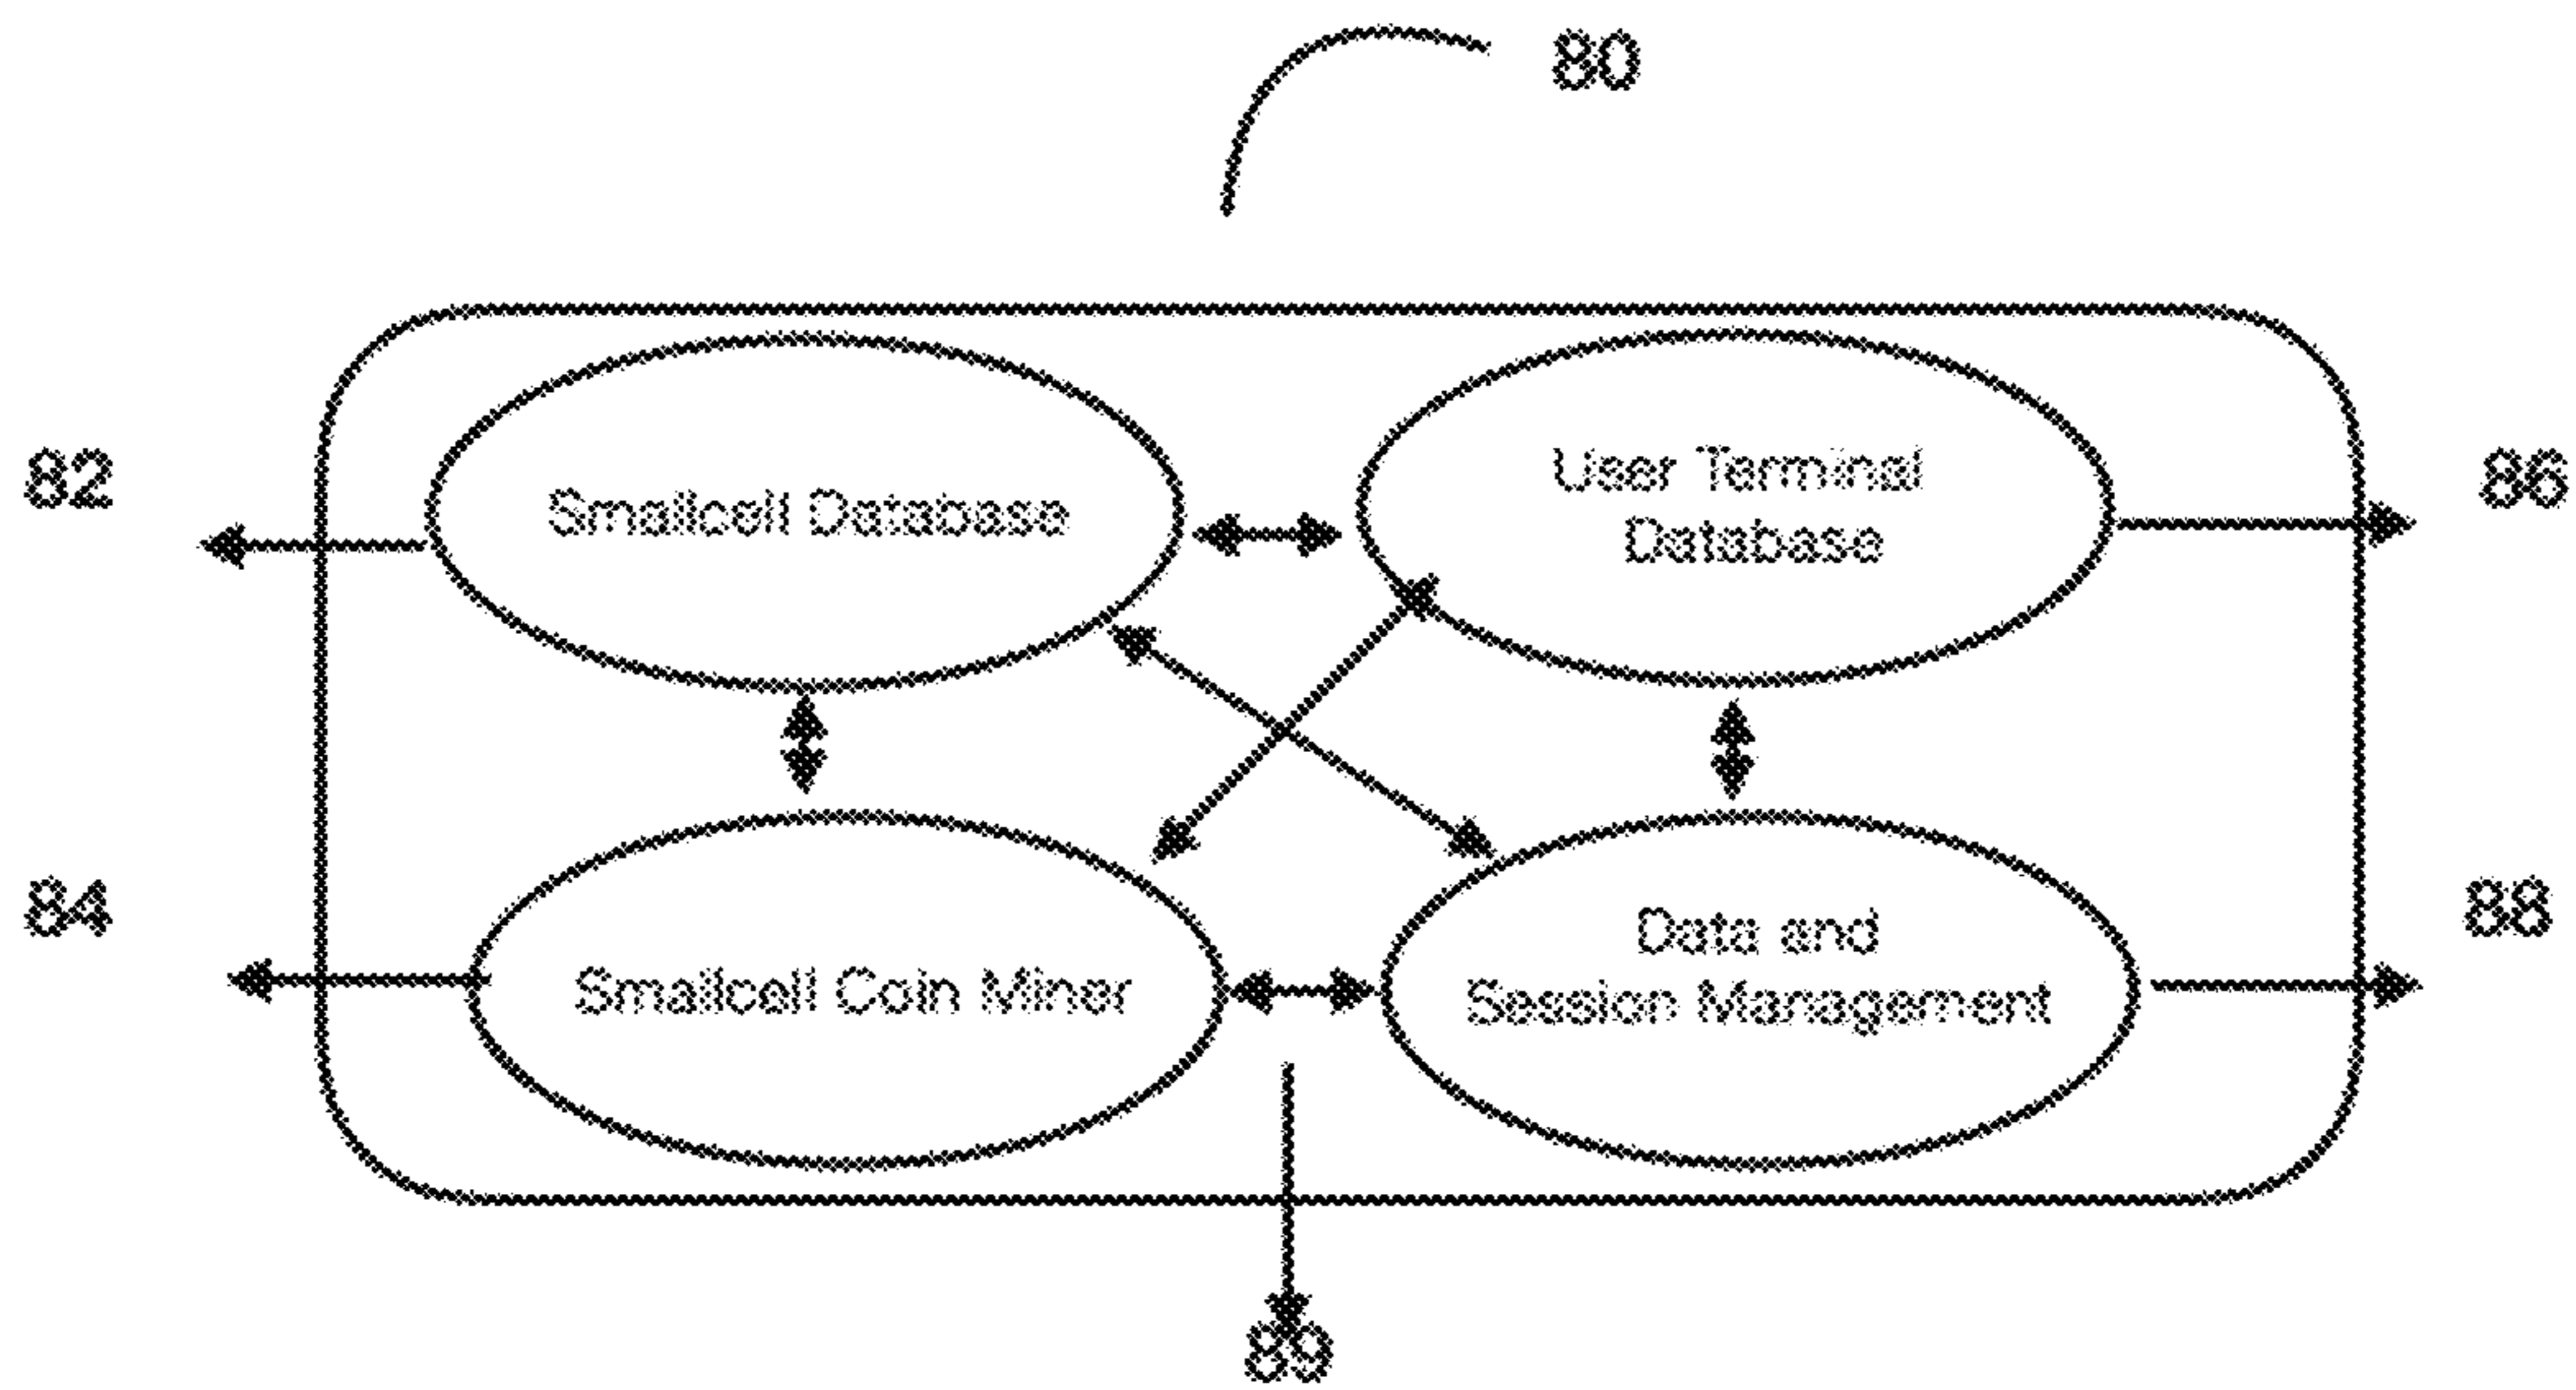 80
82
Smallcell Database
User Terminal
Database
86
84
Smallcell Coin Miner
Data and
Session Management
88
89